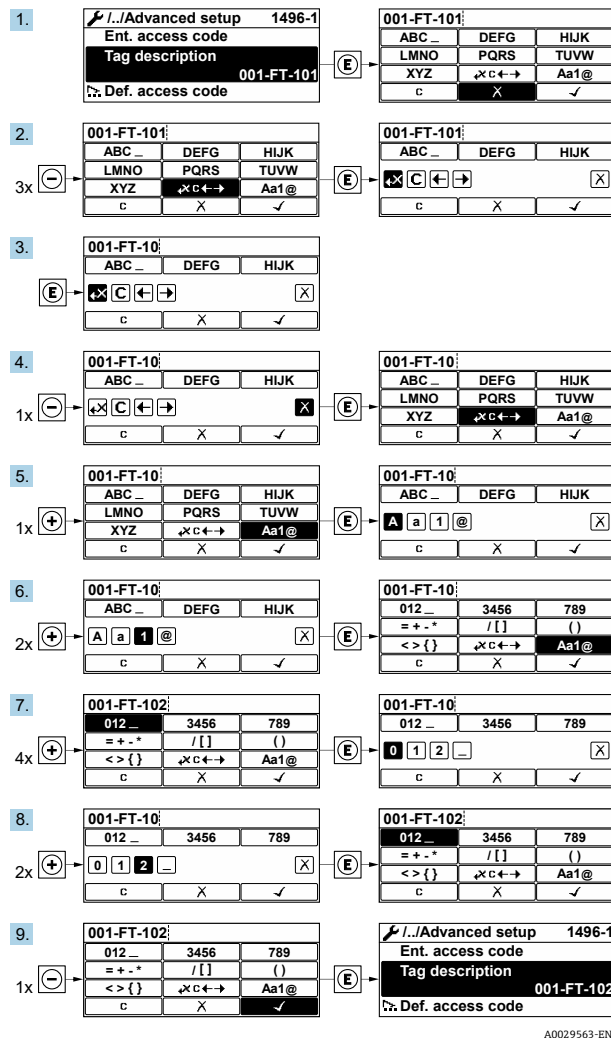 1.
/../Advanced setup 1496-1
Ent. access code
Tag description
001-FT-101
Def. access code
E
001-FT-101
ABC _ DEFG HIJK
LMNO PQRS TUVW
XYZ C Aa1@
C X ✓
2.
3x −
001-FT-101
ABC _ DEFG HIJK
LMNO PQRS TUVW
XYZ C Aa1@
C X ✓
E
001-FT-101
ABC _ DEFG HIJK
C ← → X
C X ✓
3.
E
001-FT-10
ABC _ DEFG HIJK
C ← → X
C X ✓
4.
1x −
001-FT-10
ABC _ DEFG HIJK
C ← → X
C X ✓
E
001-FT-10
ABC _ DEFG HIJK
LMNO PQRS TUVW
XYZ C Aa1@
C X ✓
5.
1x +
001-FT-10
ABC _ DEFG HIJK
LMNO PQRS TUVW
XYZ C Aa1@
C X ✓
E
001-FT-10
ABC _ DEFG HIJK
A a 1 @ X
C X ✓
6.
2x +
001-FT-10
ABC _ DEFG HIJK
A a 1 @ X
C X ✓
E
001-FT-10
012 _ 3456 789
= + - * / [ ] ( )
< > { } C Aa1@
C X ✓
7.
4x +
001-FT-102
012 _ 3456 789
= + - * / [ ] ( )
< > { } C Aa1@
C X ✓
E
001-FT-10
012 _ 3456 789
0 1 2 _ X
C X ✓
8.
2x +
001-FT-10
012 _ 3456 789
0 1 2 _ X
C X ✓
E
001-FT-102
012 _ 3456 789
= + - * / [ ] ( )
< > { } C Aa1@
C X ✓
9.
1x −
001-FT-102
012 _ 3456 789
= + - * / [ ] ( )
< > { } C Aa1@
C X ✓
E
/../Advanced setup 1496-1
Ent. access code
Tag description
001-FT-102
Def. access code
A0029563-EN